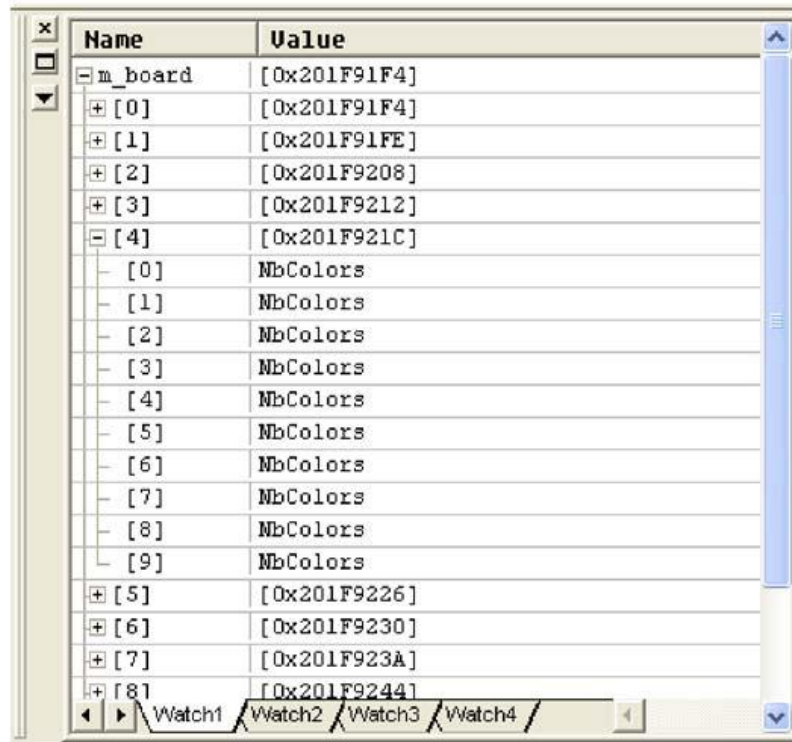 Name Value
m_board [0x201F91F4]
[0] [0x201F91F4]
[1] [0x201F91FE]
[2] [0x201F9208]
[3] [0x201F9212]
[4] [0x201F921C]
[0] NbColors
[1] NbColors
[2] NbColors
[3] NbColors
[4] NbColors
[5] NbColors
[6] NbColors
[7] NbColors
[8] NbColors
[9] NbColors
[5] [0x201F9226]
[6] [0x201F9230]
[7] [0x201F923A]
[8] [0x201F9244]
Watch1 Watch2 Watch3 Watch4